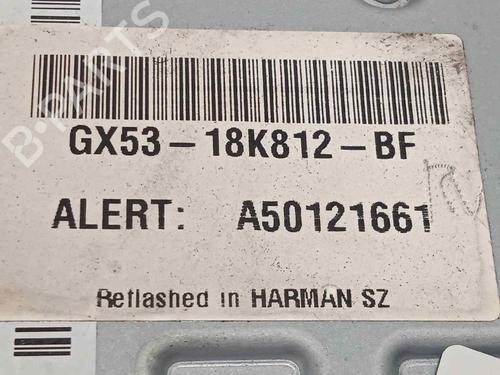 B-PARTS
GX53-18K812-BF
ALERT: A50121661
Reflashed in HARMAN SZ